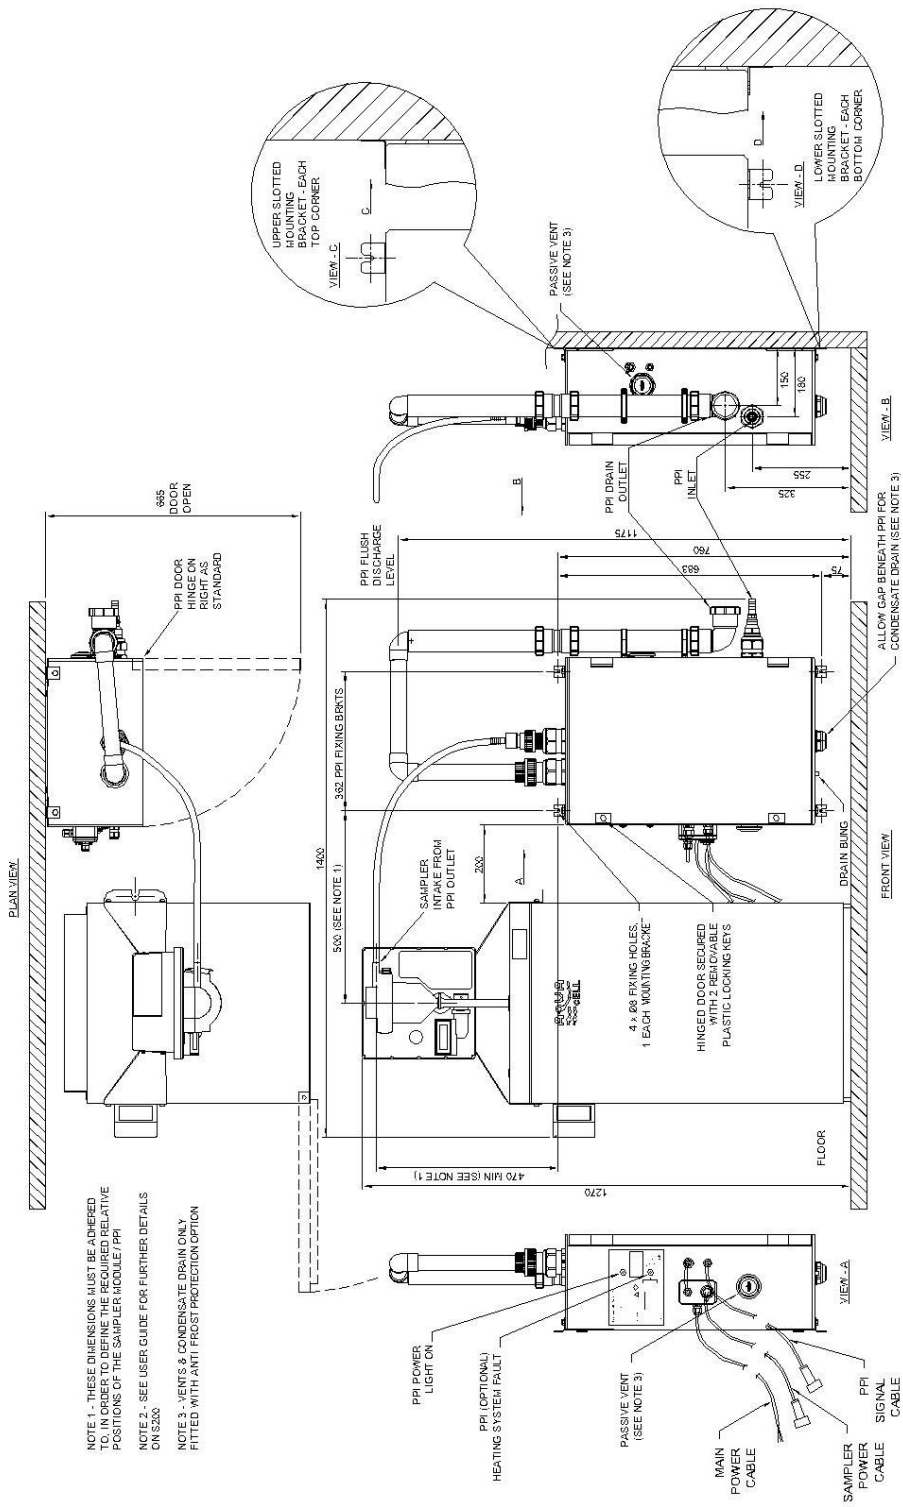 PLAN VIEW
665
DOOR
OPEN
PPI DOOR
HINGE ON
RIGHT AS
STANDARD
NOTE 1 - THESE DIMENSIONS MUST BE ADHERED
TO, IN ORDER TO DEFINE THE REQUIRED RELATIVE
POSITIONS OF THE SAMPLER MODULE / PPI
NOTE 2 - SEE USER GUIDE FOR FURTHER DETAILS
ON S200
NOTE 3 - VENTS & CONDENSATE DRAIN ONLY
FITTED WITH ANTI FROST PROTECTION OPTION
UPPER SLOTTED
MOUNTING
BRACKET - EACH
TOP CORNER
VIEW - C
C
LOWER SLOTTED
MOUNTING
BRACKET - EACH
BOTTOM CORNER
VIEW - D
D
PASSIVE VENT
(SEE NOTE 3)
150
180
255
325
VIEW - B
PPI FLUSH
DISCHARGE
LEVEL
B
PPI DRAIN
OUTLET
PPI
INLET
1400
500 (SEE NOTE 1)
362 PPI FIXING BRKTS
200
A
1175
760
683
75
SAMPLER
INTAKE FROM
PPI OUTLET
AQUA
CELL
4 x Ø8 FIXING HOLES,
1 EACH MOUNTING BRACKET
HINGED DOOR SECURED
WITH 2 REMOVABLE
PLASTIC LOCKING KEYS
DRAIN BUNG
ALLOW GAP BENEATH PPI FOR
CONDENSATE DRAIN (SEE NOTE 3)
FRONT VIEW
FLOOR
470 MIN (SEE NOTE 1)
1270
PPI POWER
LIGHT ON
PPI (OPTIONAL)
HEATING SYSTEM FAULT
PASSIVE VENT
(SEE NOTE 3)
MAIN
POWER
CABLE
SAMPLER
POWER
CABLE
PPI
SIGNAL
CABLE
VIEW - A